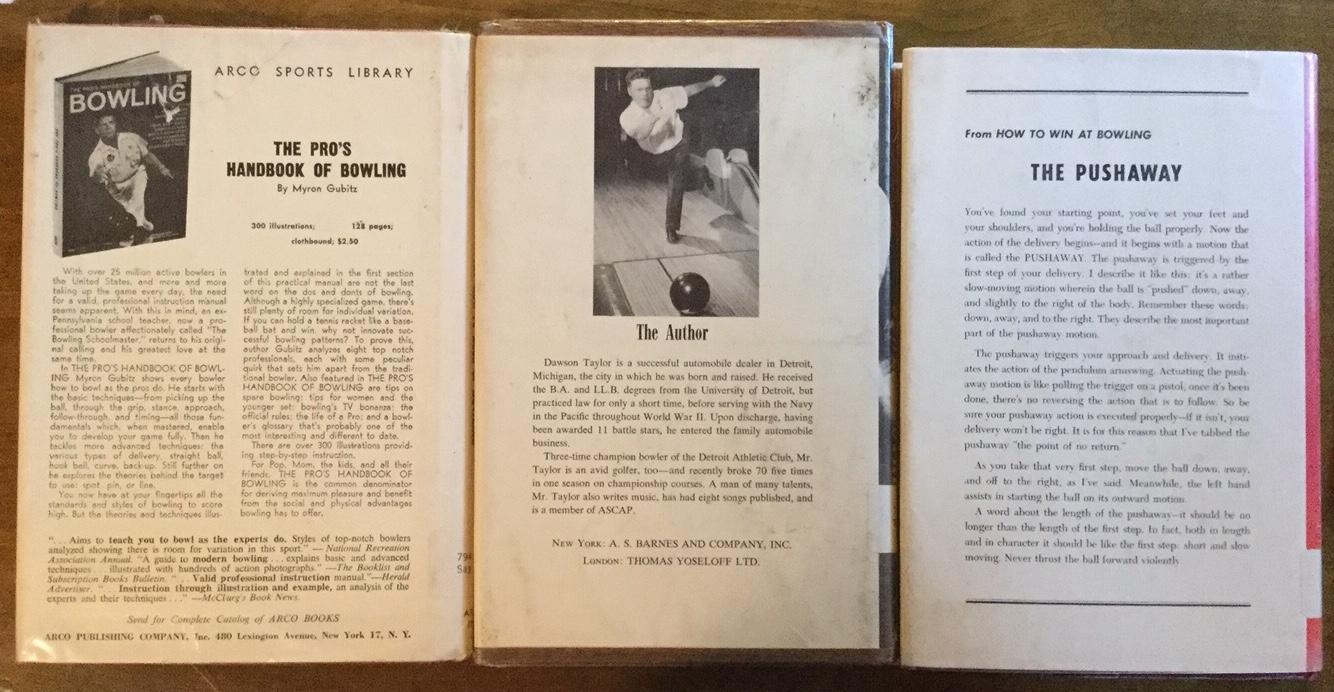 ARCO SPORTS LIBRARY
BOWLING
THE PRO'S
HANDBOOK OF BOWLING
By Myron Gubitz
300 illustrations; 128 pages;
clothbound; $2.50
With over 25 million active bowlers in
the United States, and more and more
taking up the game every day, the need
for a valid, professional instruction manual
seems apparent. With this in mind, an ex-
Pennsylvania school teacher, now a pro-
fessional bowler affectionately called "The
Bowling Schoolmaster," returns to his origi-
nal calling and his greatest love at the
same time.
In THE PRO'S HANDBOOK OF BOWL-
ING Myron Gubitz shows every bowler
how to bowl as the pros do. He starts with
the basic techniques—from picking up the
ball, through the grip, stance, approach,
follow-through, and timing—all those fun-
damentals which, when mastered, enable
you to develop your game fully. Then he
tackles more advanced techniques: the
various types of delivery, straight ball,
hook ball, curve, back-up. Still further on
he explores the theories behind the target
to use: spot, pin, or line.
You now have at your fingertips all the
standards and styles of bowling to score
high. But the theories and techniques illus-
trated and explained in the first section
of this practical manual are not the last
word on the dos and donts of bowling.
Although a highly specialized game, there's
still plenty of room for individual variation.
If you can hold a tennis racket like a base-
ball bat and win, why not innovate suc-
cessful bowling patterns? To prove this,
author Gubitz analyzes eight top notch
professionals, each with some peculiar
quirk that sets him apart from the tradi-
tional bowler. Also featured in THE PRO'S
HANDBOOK OF BOWLING are tips on
spare bowling; tips for women and the
younger set; bowling's TV bonanza; the
official rules; the life of a Pro; and a bowl-
er's glossary that's probably one of the
most interesting and different to date.
There are over 300 illustrations provid-
ing step-by-step instruction.
For Pop, Mom, the kids, and all their
friends, THE PRO'S HANDBOOK OF
BOWLING is the common denominator
for deriving maximum pleasure and benefit
from the social and physical advantages
bowling has to offer.
". . . Aims to teach you to bowl as the experts do. Styles of top-notch bowlers
analyzed showing there is room for variation in this sport." — National Recreation
Association Annual. "A guide to modern bowling . . . explains basic and advanced
techniques . . . illustrated with hundreds of action photographs." —The Booklist and
Subscription Books Bulletin. ". . . Valid professional instruction manual."—Herald
Advertiser. ". . . Instruction through illustration and example, an analysis of the
experts and their techniques . . ." —McClurg's Book News.
Send for Complete Catalog of ARCO BOOKS
ARCO PUBLISHING COMPANY, Inc. 480 Lexington Avenue, New York 17, N. Y.
The Author
Dawson Taylor is a successful automobile dealer in Detroit,
Michigan, the city in which he was born and raised. He received
the B.A. and LL.B. degrees from the University of Detroit, but
practiced law for only a short time, before serving with the Navy
in the Pacific throughout World War II. Upon discharge, having
been awarded 11 battle stars, he entered the family automobile
business.
Three-time champion bowler of the Detroit Athletic Club, Mr.
Taylor is an avid golfer, too—and recently broke 70 five times
in one season on championship courses. A man of many talents,
Mr. Taylor also writes music, has had eight songs published, and
is a member of ASCAP.
NEW YORK: A. S. BARNES AND COMPANY, INC.
LONDON: THOMAS YOSELOFF LTD.
From HOW TO WIN AT BOWLING
THE PUSHAWAY
You've found your starting point, you've set your feet and
your shoulders, and you're holding the ball properly. Now the
action of the delivery begins—and it begins with a motion that
is called the PUSHAWAY. The pushaway is triggered by the
first step of your delivery. I describe it like this: it's a rather
slow-moving motion wherein the ball is "pushed" down, away,
and slightly to the right of the body. Remember these words:
down, away, and to the right. They describe the most important
part of the pushaway motion.
The pushaway triggers your approach and delivery. It initi-
ates the action of the pendulum armswing. Actuating the push-
away motion is like pulling the trigger on a pistol, once it's been
done, there's no reversing the action that is to follow. So be
sure your pushaway action is executed properly—if it isn't, your
delivery won't be right. It is for this reason that I've tabbed the
pushaway "the point of no return."
As you take that very first step, move the ball down, away,
and off to the right, as I've said. Meanwhile, the left hand
assists in starting the ball on its outward motion.
A word about the length of the pushaway—it should be no
longer than the length of the first step. In fact, both in length
and in character it should be like the first step: short and slow
moving. Never thrust the ball forward violently.